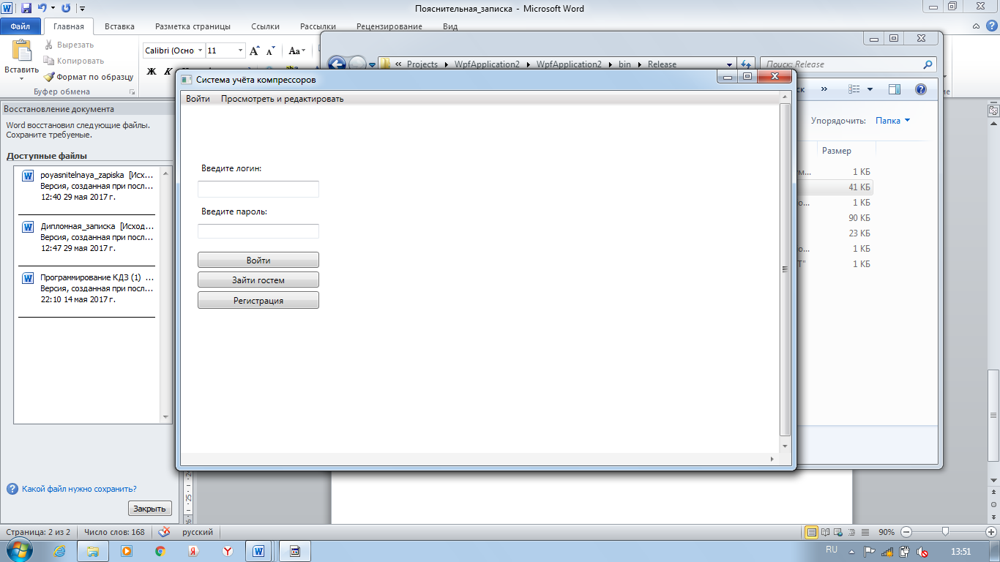 Пояснительная_записка - Microsoft Word
Файл Главная Вставка Разметка страницы Ссылки Рассылки Рецензирование Вид
Вставить
Вырезать
Копировать
Формат по образцу
Буфер обмена
Calibri (Осно 11
Ж К
Projects WpfApplication2 WpfApplication2 bin Release
Поиск: Release
Упорядочить: Папка
Размер
1 КБ
41 КБ
1 КБ
90 КБ
23 КБ
1 КБ
1 КБ
Система учёта компрессоров
Войти Просмотреть и редактировать
Введите логин:
Введите пароль:
Войти
Зайти гостем
Регистрация
Восстановление документа
Word восстановил следующие файлы.
Сохраните требуемые.
Доступные файлы
poyasnitelnaya_zapiska [Исх...
Версия, созданная при посл...
12:40 29 мая 2017 г.
Дипломная_записка [Исход...
Версия, созданная при посл...
12:47 29 мая 2017 г.
Программирование КДЗ (1) ...
Версия, созданная при посл...
22:10 14 мая 2017 г.
Какой файл нужно сохранить?
Закрыть
Страница: 2 из 2 Число слов: 168 русский
90%
RU 13:51